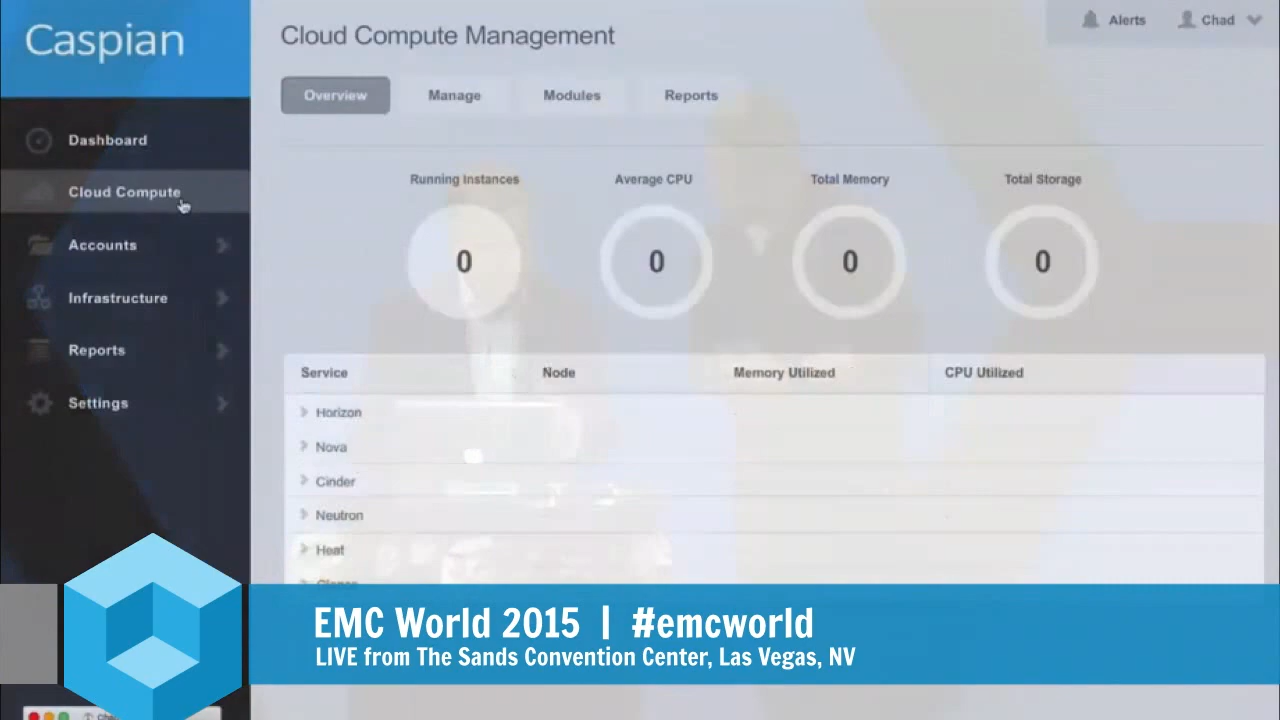 Caspian
Cloud Compute Management
Alerts
Chad
Overview
Manage
Modules
Reports
Dashboard
Cloud Compute
Accounts
Infrastructure
Reports
Settings
Running Instances
Average CPU
Total Memory
Total Storage
0
0
0
0
Service
Node
Memory Utilized
CPU Utilized
Horizon
Nova
Cinder
Neutron
Heat
EMC World 2015 | #emcworld
LIVE from The Sands Convention Center, Las Vegas, NV